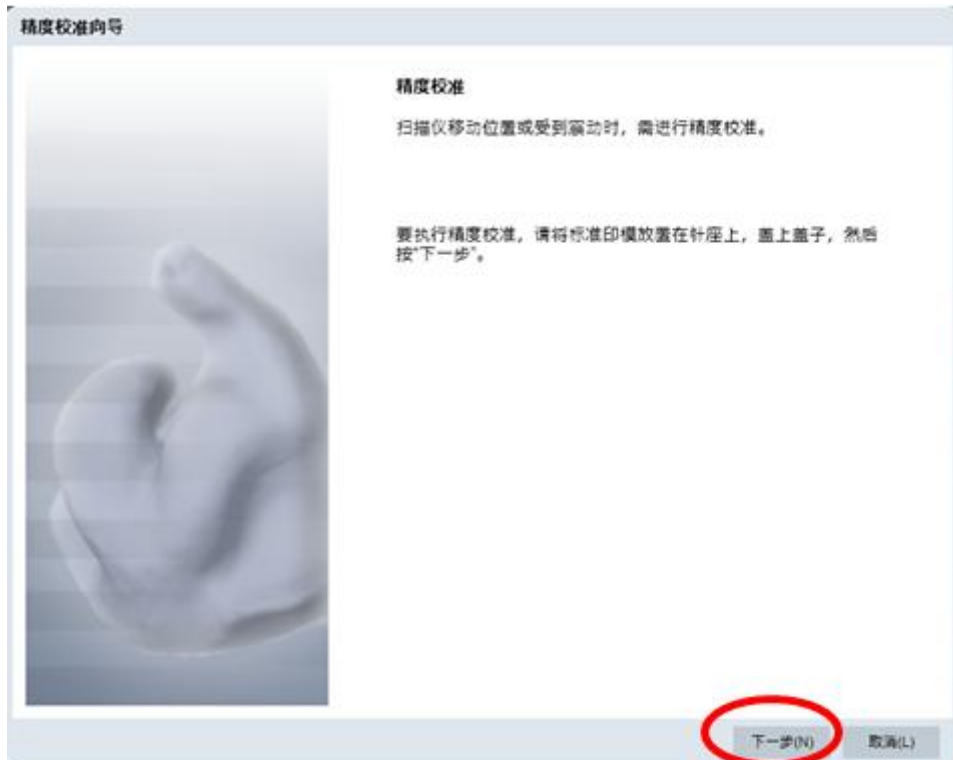 精度校准向导
精度校准
扫描仪移动位置或受到震动时，需进行精度校准。
要执行精度校准，请将标准印模放置在针座上，盖上盖子，然后
按“下一步”。
下一步(N)
取消(L)